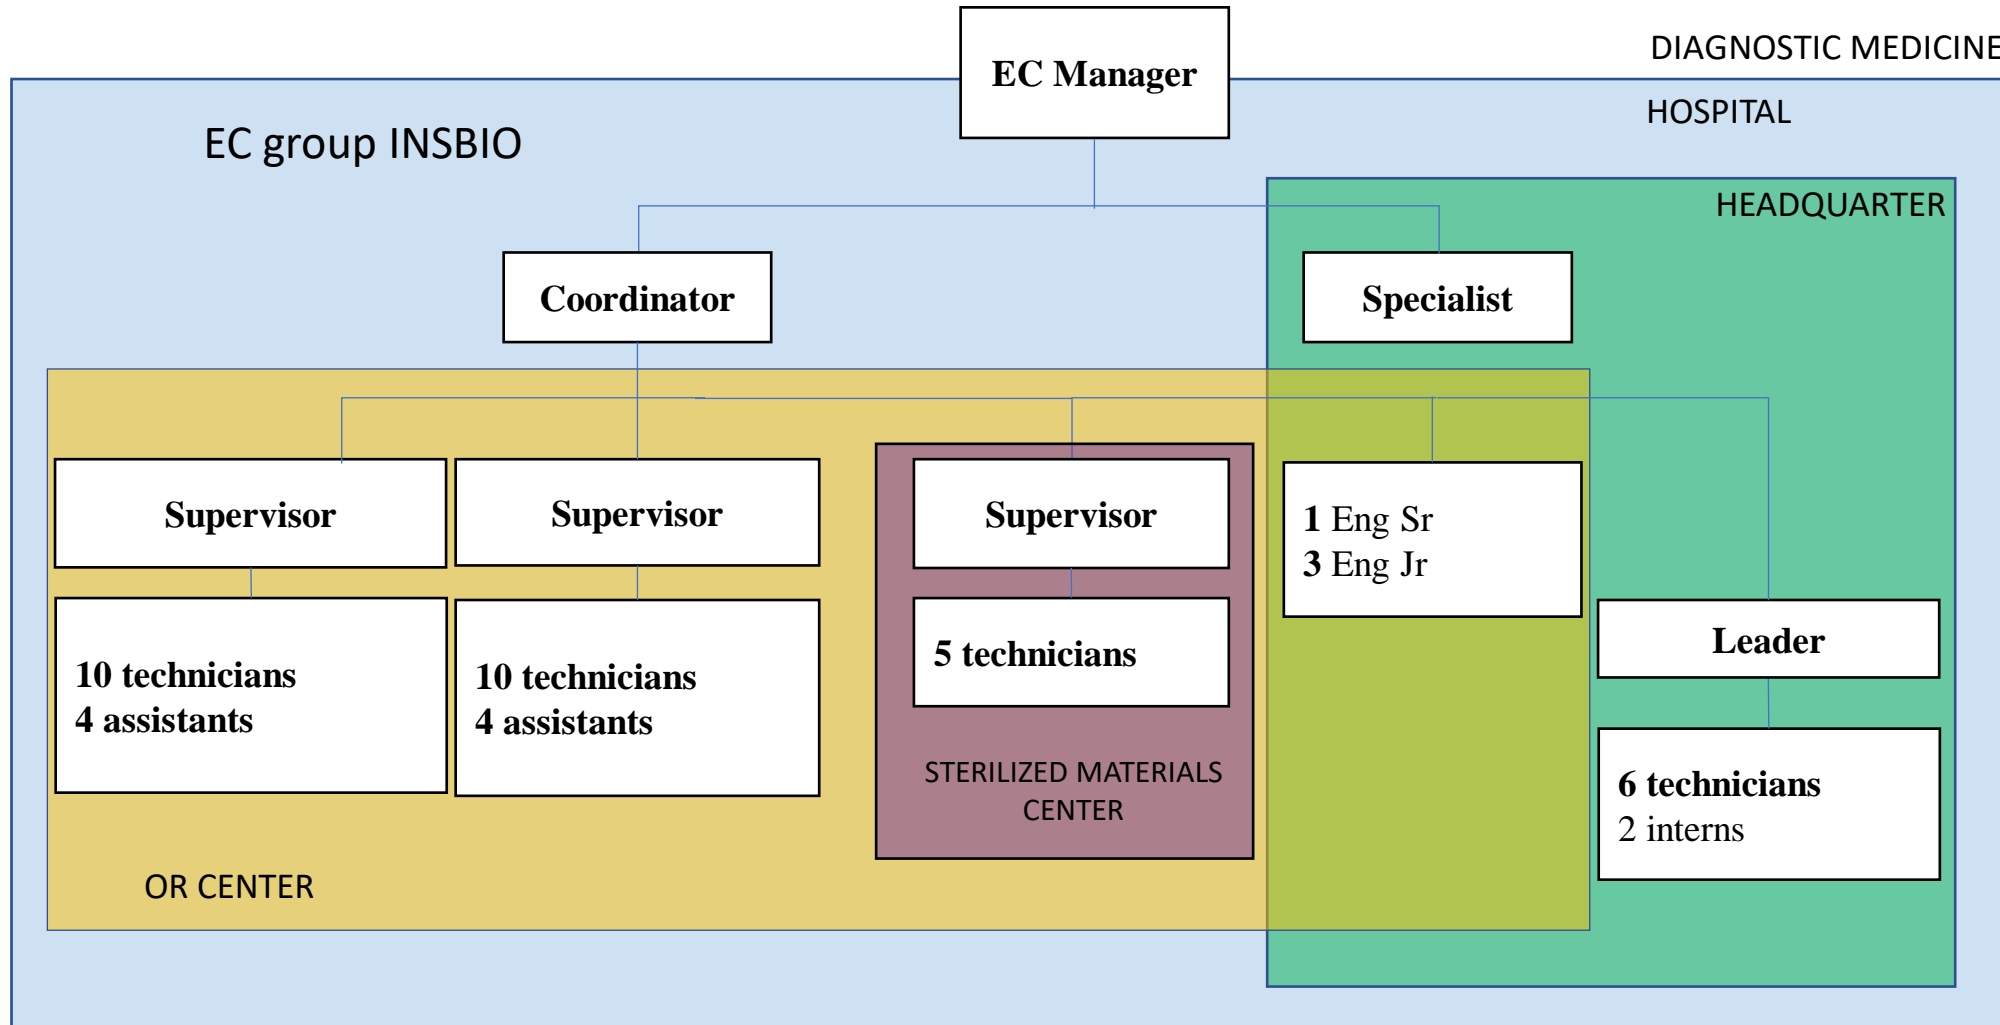 EC Manager
DIAGNOSTIC MEDICINE
HOSPITAL
EC group INSBIO
HEADQUARTER
Coordinator
Specialist
Supervisor
Supervisor
Supervisor
1 Eng Sr
3 Eng Jr
10 technicians
4 assistants
10 technicians
4 assistants
5 technicians
Leader
STERILIZED MATERIALS
CENTER
6 technicians
2 interns
OR CENTER